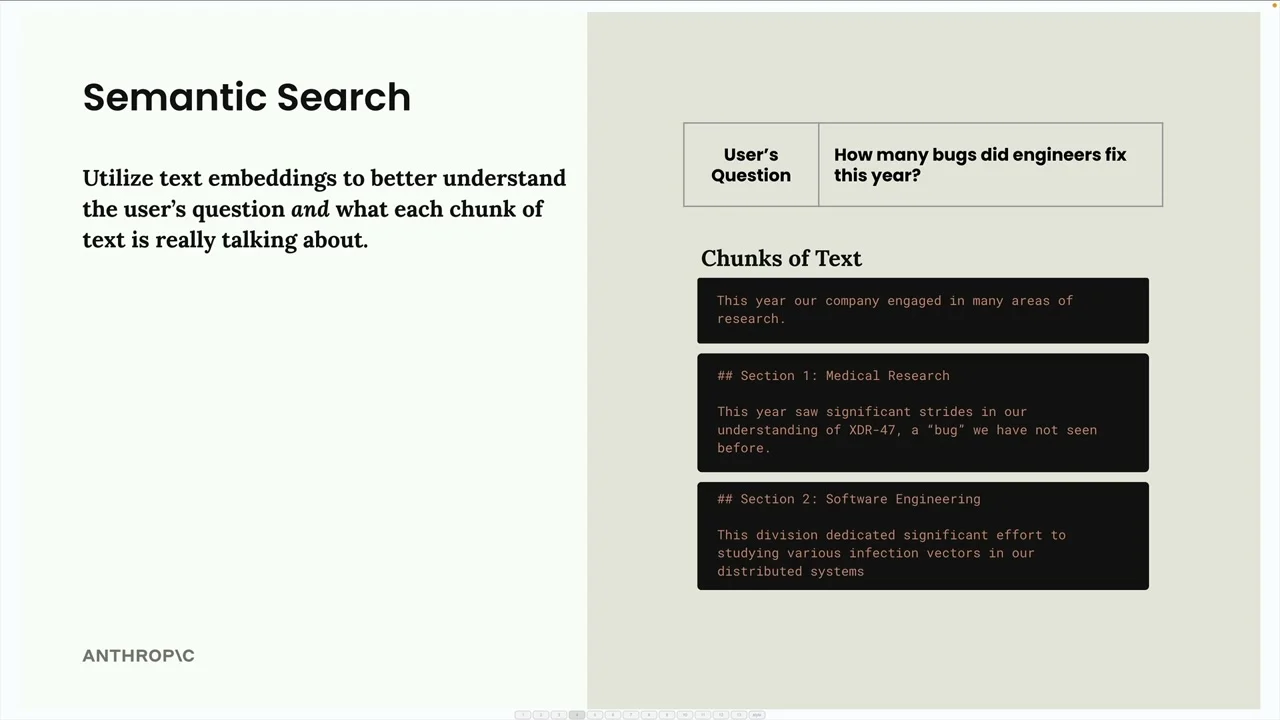 Semantic Search
Utilize text embeddings to better understand
the user’s question and what each chunk of
text is really talking about.
ANTHROP\C
User’s
Question
How many bugs did engineers fix
this year?
Chunks of Text
This year our company engaged in many areas of
research.
## Section 1: Medical Research
This year saw significant strides in our
understanding of XDR-47, a “bug” we have not seen
before.
## Section 2: Software Engineering
This division dedicated significant effort to
studying various infection vectors in our
distributed systems